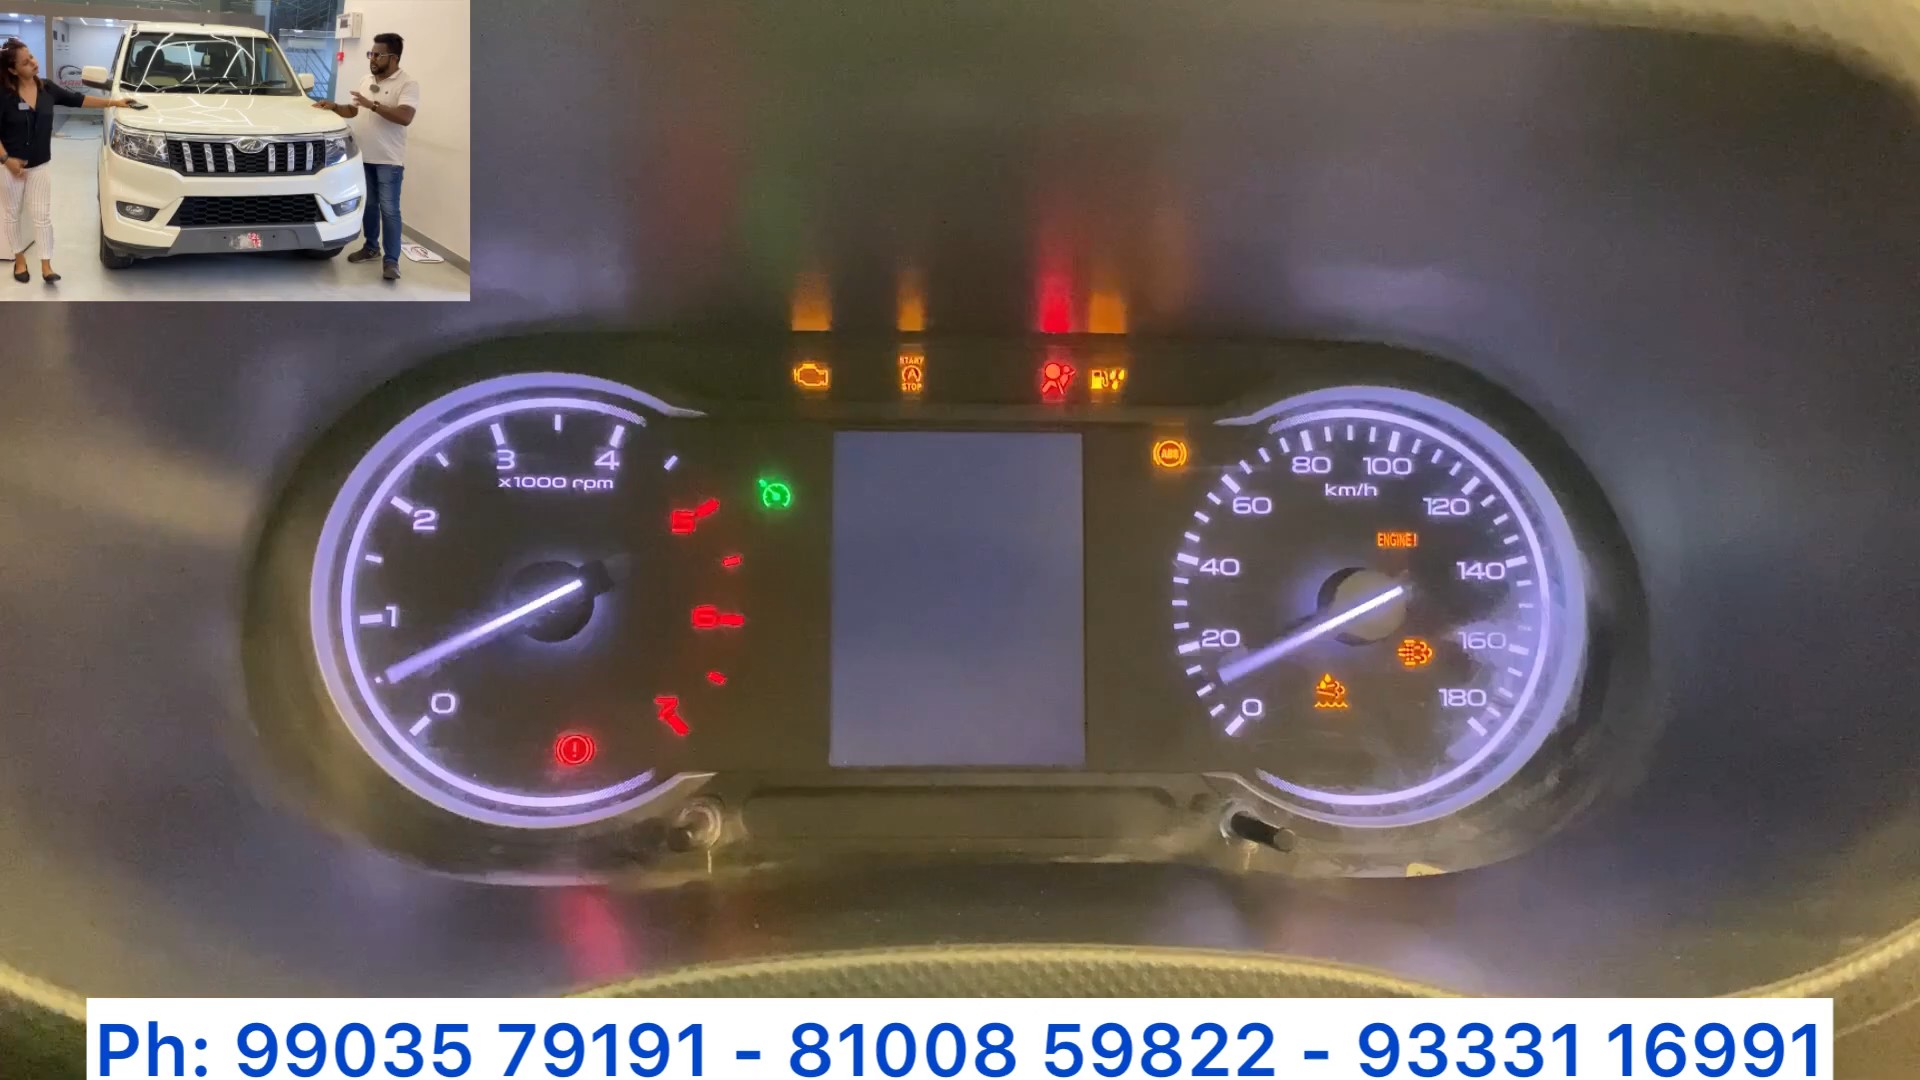 START
STOP
ABS
3 4
x1000 rpm
2
5
1
6
0
7
80 100
km/h
60 120
ENGINE!
40 140
20 160
0 180
Ph: 99035 79191 - 81008 59822 - 93331 16991